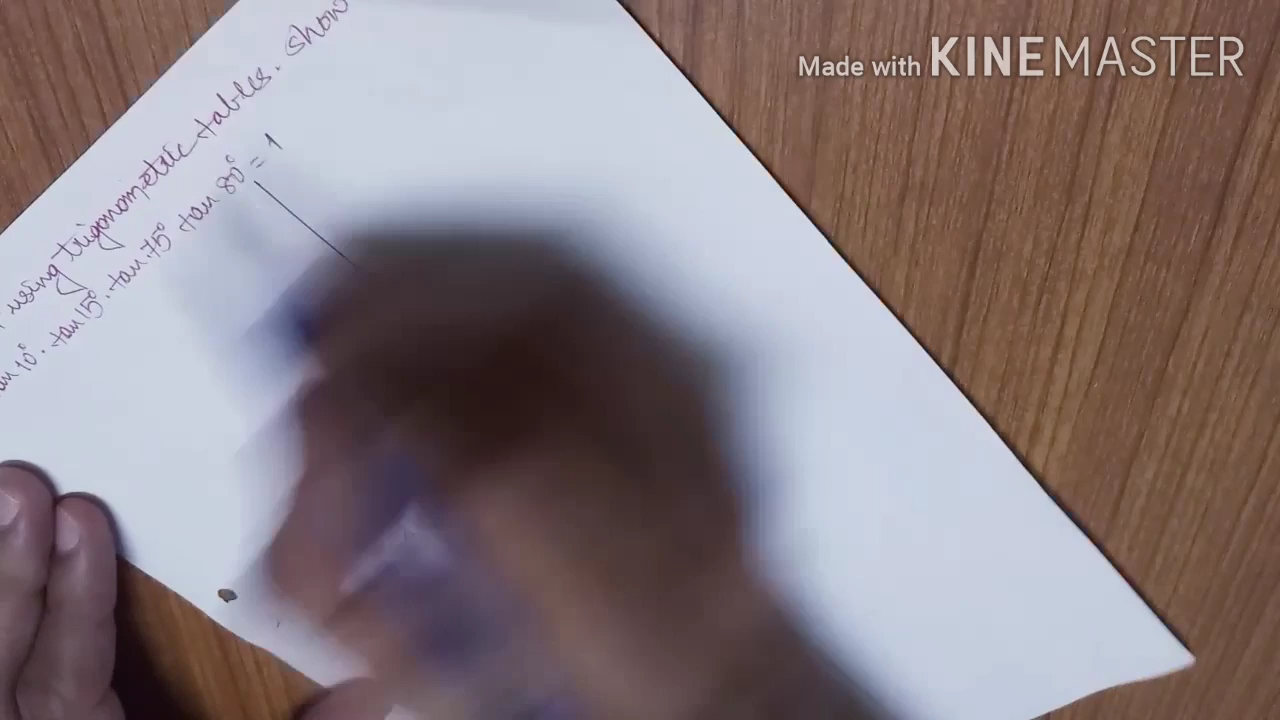 Made with KINEMASTER
using trigonometric tables. show
tan 10°. tan 15°. tan 75° tan 80° = 1